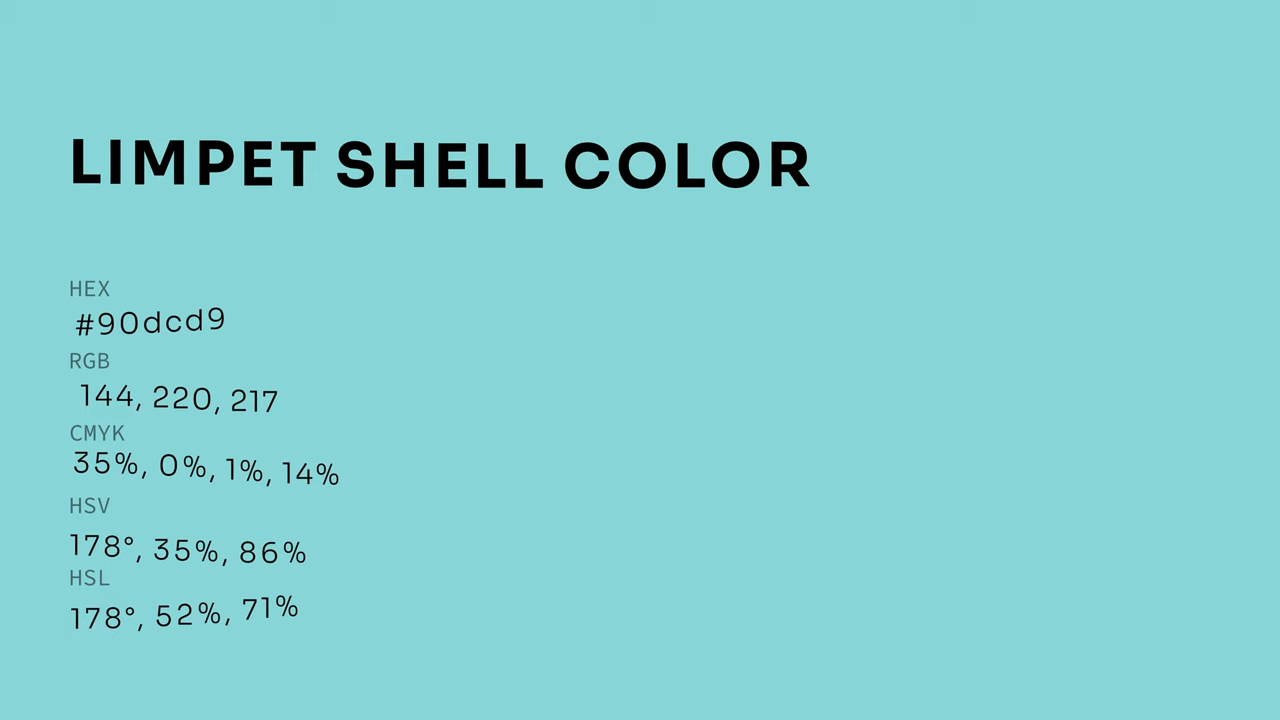 LIMPET SHELL COLOR
HEX
#90dcd9
RGB
144, 220, 217
CMYK
35%, 0%, 1%, 14%
HSV
178°, 35%, 86%
HSL
178°, 52%, 71%